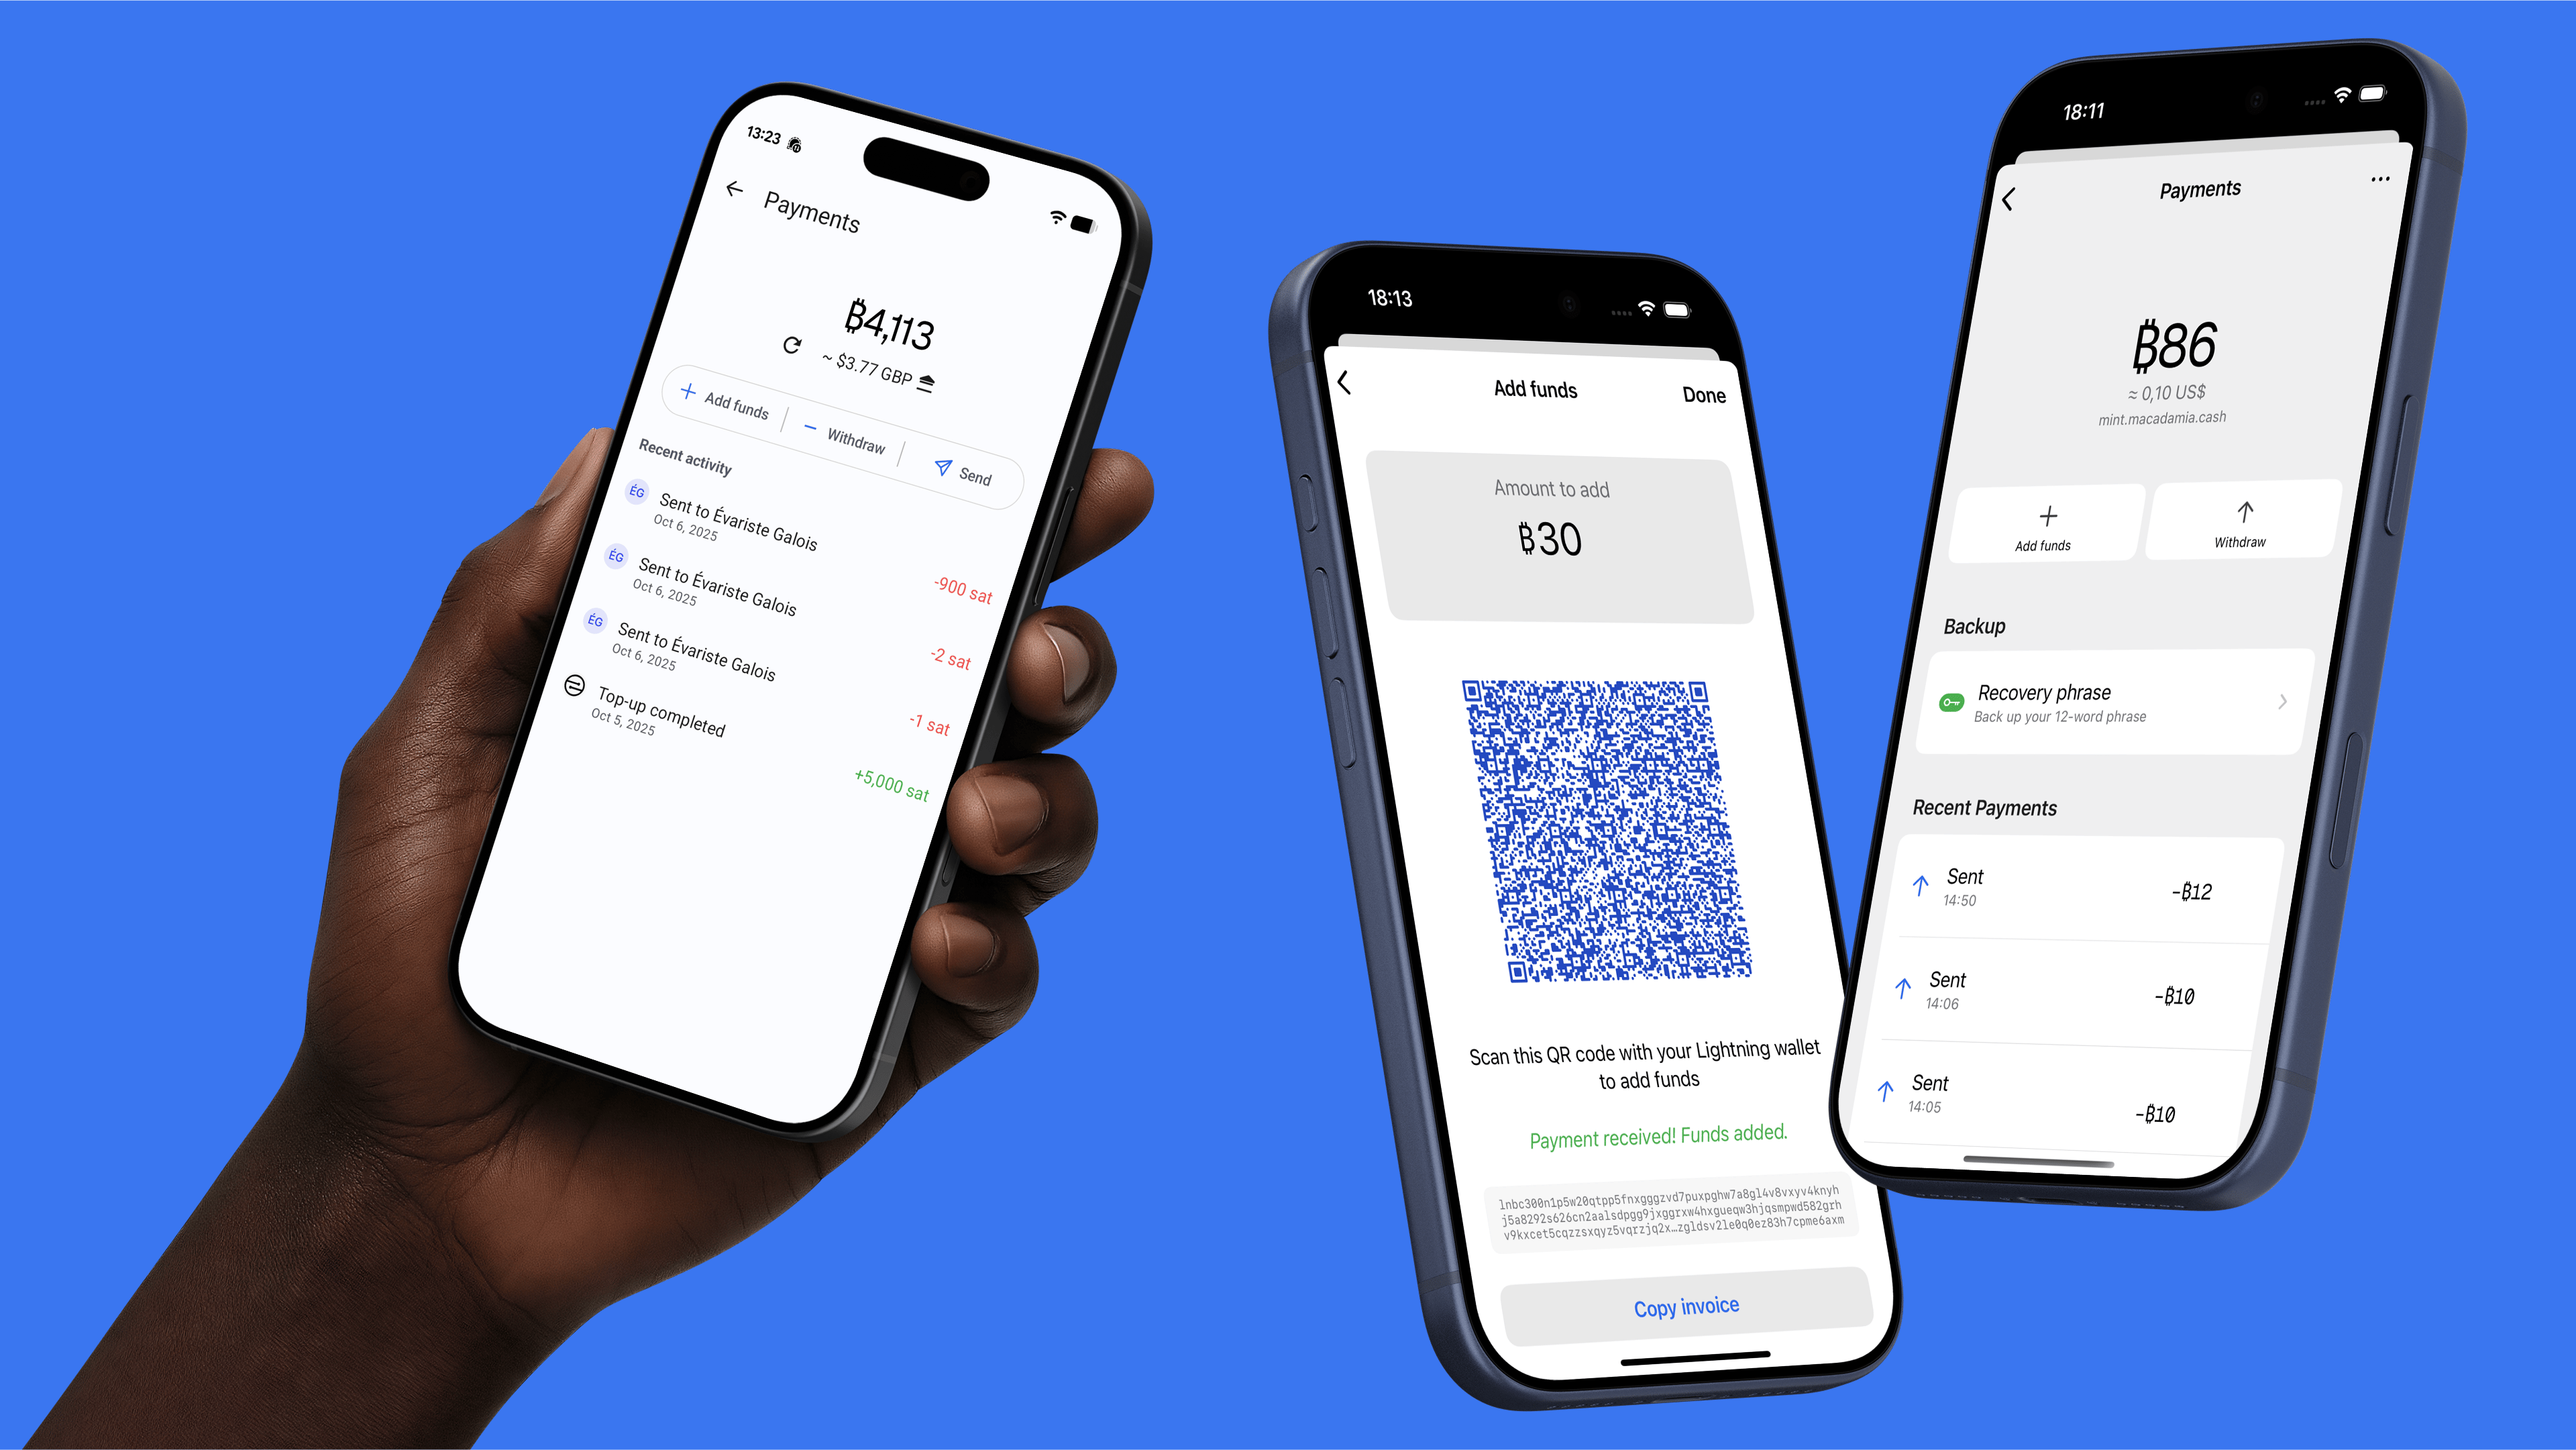 13:23
Payments
₿4,113
~ $3.77 GBP
Add funds
Withdraw
Send
Recent activity
ÉG
Sent to Évariste Galois
Oct 6, 2025
-900 sat
ÉG
Sent to Évariste Galois
Oct 6, 2025
-2 sat
ÉG
Sent to Évariste Galois
Oct 6, 2025
-1 sat
Top-up completed
Oct 5, 2025
+5,000 sat
18:13
Add funds
Done
Amount to add
₿30
Scan this QR code with your Lightning wallet
to add funds
Payment received! Funds added.
lnbc300n1p5w20qtpp5fnxgggzvd7puxpghw7a8gl4v8vxyv4knyh
j5a8292s626cn2aalsdpgg9jxggrxw4hxgueqw3hjqsmpwd582grh
v9kxcet5cqzzsxqyz5vqrzjq2x…zgldsv2le0q0ez83h7cpme6axm
Copy invoice
18:11
Payments
₿86
≈ 0,10 US$
mint.macadamia.cash
Add funds
Withdraw
Backup
Recovery phrase
Back up your 12-word phrase
Recent Payments
Sent
14:50
-₿12
Sent
14:06
-₿10
Sent
14:05
-₿10